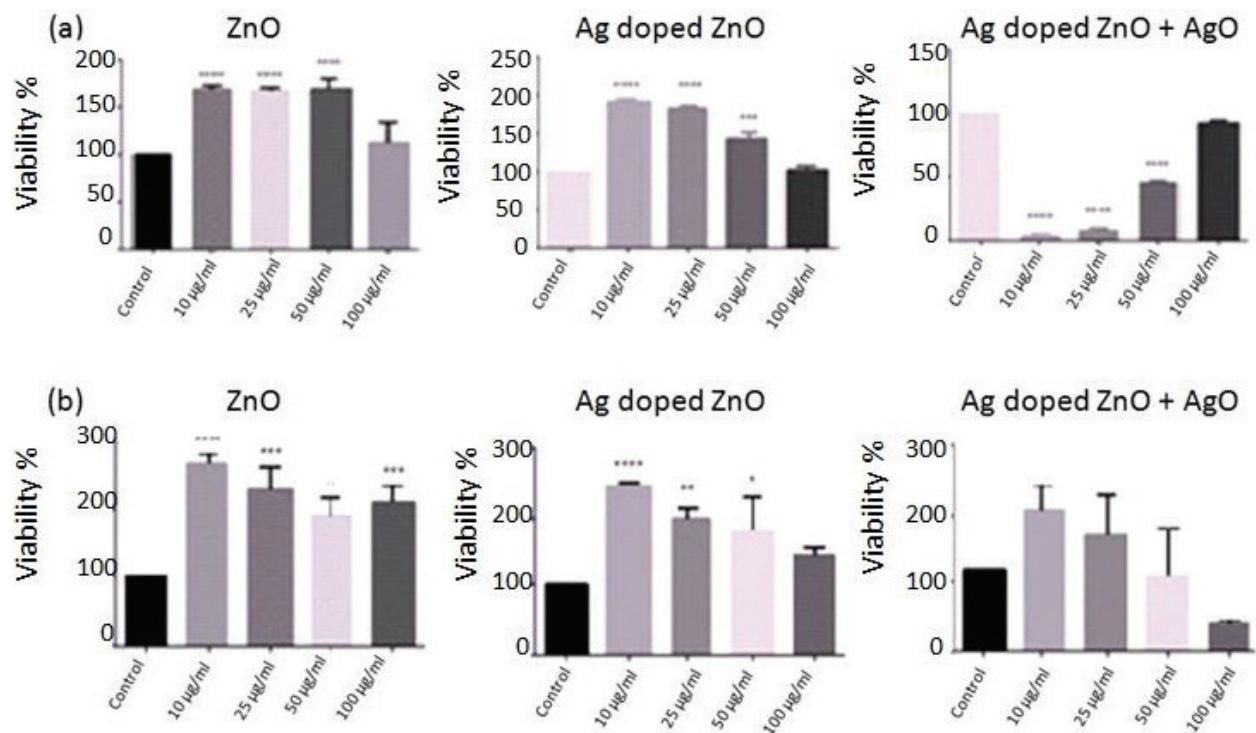 (a)
ZnO
Viability %
200
150
100
50
0
**** **** ****
Control
10 µg/ml
25 µg/ml
50 µg/ml
100 µg/ml
Ag doped ZnO
Viability %
250
200
150
100
50
0
**** **** ***
Control
10 µg/ml
25 µg/ml
50 µg/ml
100 µg/ml
Ag doped ZnO + AgO
Viability %
150
100
50
0
**** **** ****
Control
10 µg/ml
25 µg/ml
50 µg/ml
100 µg/ml
(b)
ZnO
Viability %
300
200
100
0
**** *** ** ***
Control
10 µg/ml
25 µg/ml
50 µg/ml
100 µg/ml
Ag doped ZnO
Viability %
300
200
100
0
**** ** *
Control
10 µg/ml
25 µg/ml
50 µg/ml
100 µg/ml
Ag doped ZnO + AgO
Viability %
300
200
100
0
Control
10 µg/ml
25 µg/ml
50 µg/ml
100 µg/ml